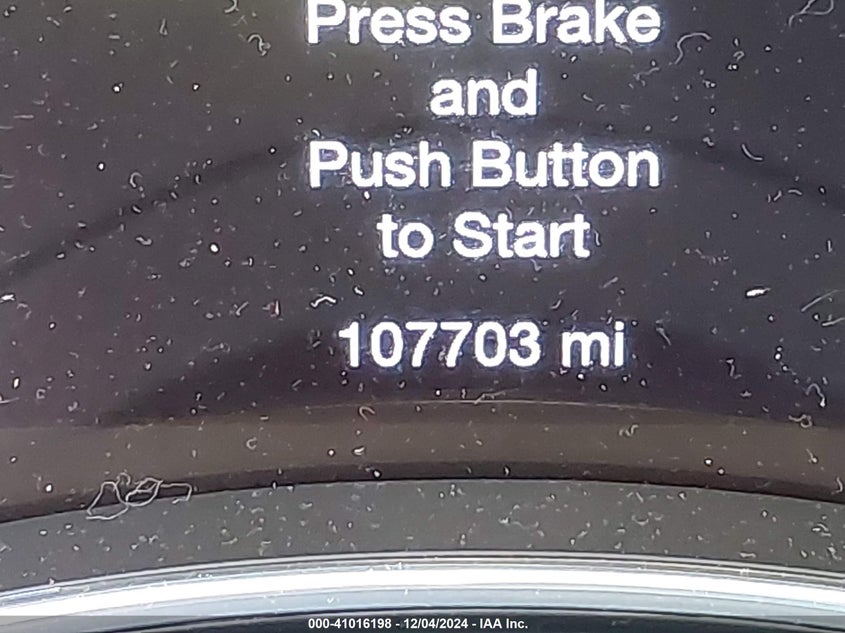 Press Brake
and
Push Button
to Start
107703 mi
000-41016198 - 12/04/2024 - IAA Inc.